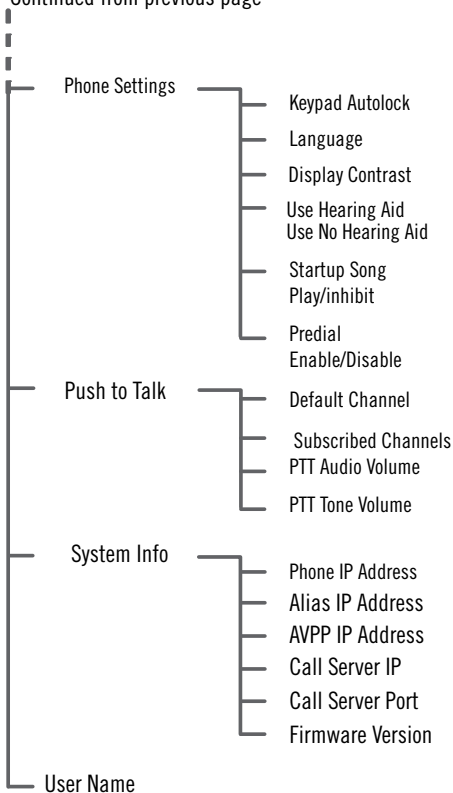 Continued from previous page
Phone Settings
Keypad Autolock
Language
Display Contrast
Use Hearing Aid
Use No Hearing Aid
Startup Song
Play/inhibit
Predial
Enable/Disable
Push to Talk
Default Channel
Subscribed Channels
PTT Audio Volume
PTT Tone Volume
System Info
Phone IP Address
Alias IP Address
AVPP IP Address
Call Server IP
Call Server Port
Firmware Version
User Name